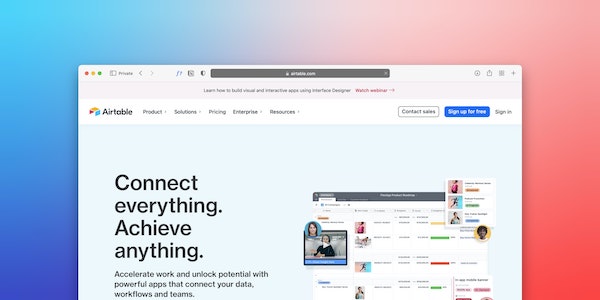 Private
airtable.com
Learn how to build visual and interactive apps using Interface Designer Watch webinar
Airtable
Product Solutions Pricing Enterprise Resources Contact sales Sign up for free Sign in
Connect
everything.
Achieve
anything.
Accelerate work and unlock potential with
powerful apps that connect your data,
workflows and teams.